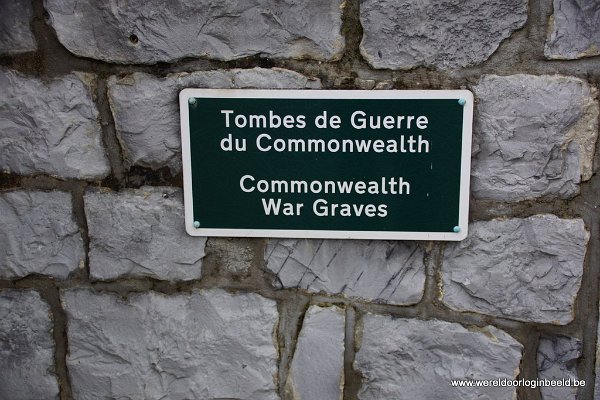 Tombes de Guerre
du Commonwealth
Commonwealth
War Graves
www.wereldoorloginbeeld.be